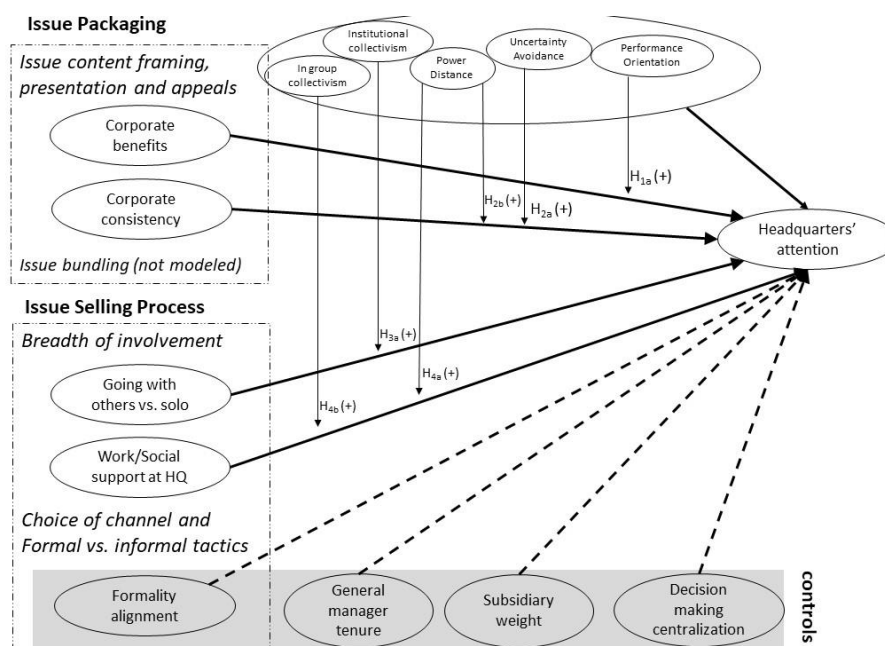 Issue Packaging
Issue content framing,
presentation and appeals
Corporate
benefits
Corporate
consistency
Issue bundling (not modeled)
Institutional
collectivism
In group
collectivism
Power
Distance
Uncertainty
Avoidance
Performance
Orientation
H1a (+)
H2b (+)
H2a (+)
Headquarters'
attention
Issue Selling Process
Breadth of involvement
Going with
others vs. solo
Work/Social
support at HQ
H3a (+)
H4a (+)
H4b (+)
Choice of channel and
Formal vs. informal tactics
Formality
alignment
General
manager
tenure
Subsidiary
weight
Decision
making
centralization
controls